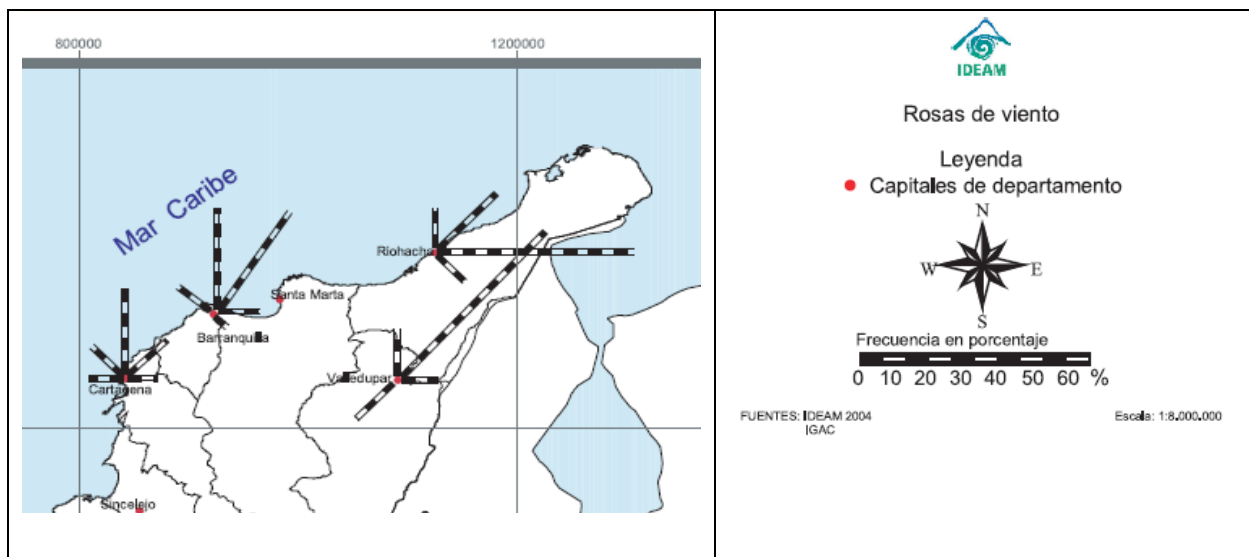 800000 1200000
Mar Caribe
Riohacha
Santa Marta
Barranquilla
Valledupar
Cartagena
Sincelejo
IDEAM
Rosas de viento
Leyenda
Capitales de departamento
N
W E
S
Frecuencia en porcentaje
0 10 20 30 40 50 60 %
FUENTES: IDEAM 2004
IGAC
Escala: 1:8.000.000